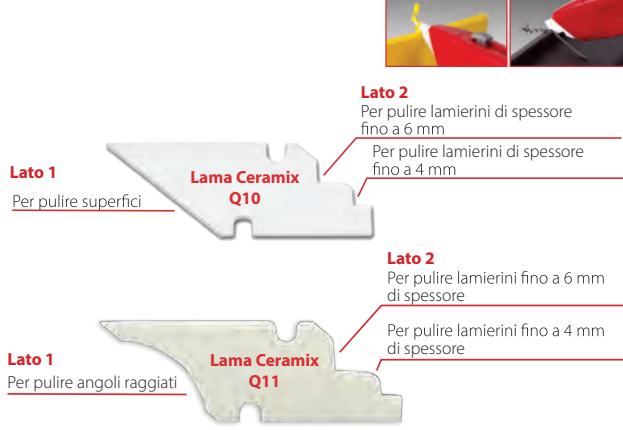 Lato 2
Per pulire lamierini di spessore
fino a 6 mm
Per pulire lamierini di spessore
fino a 4 mm
Lato 1
Per pulire superfici
Lama Ceramix
Q10
Lato 2
Per pulire lamierini fino a 6 mm
di spessore
Per pulire lamierini fino a 4 mm
di spessore
Lato 1
Per pulire angoli raggiati
Lama Ceramix
Q11